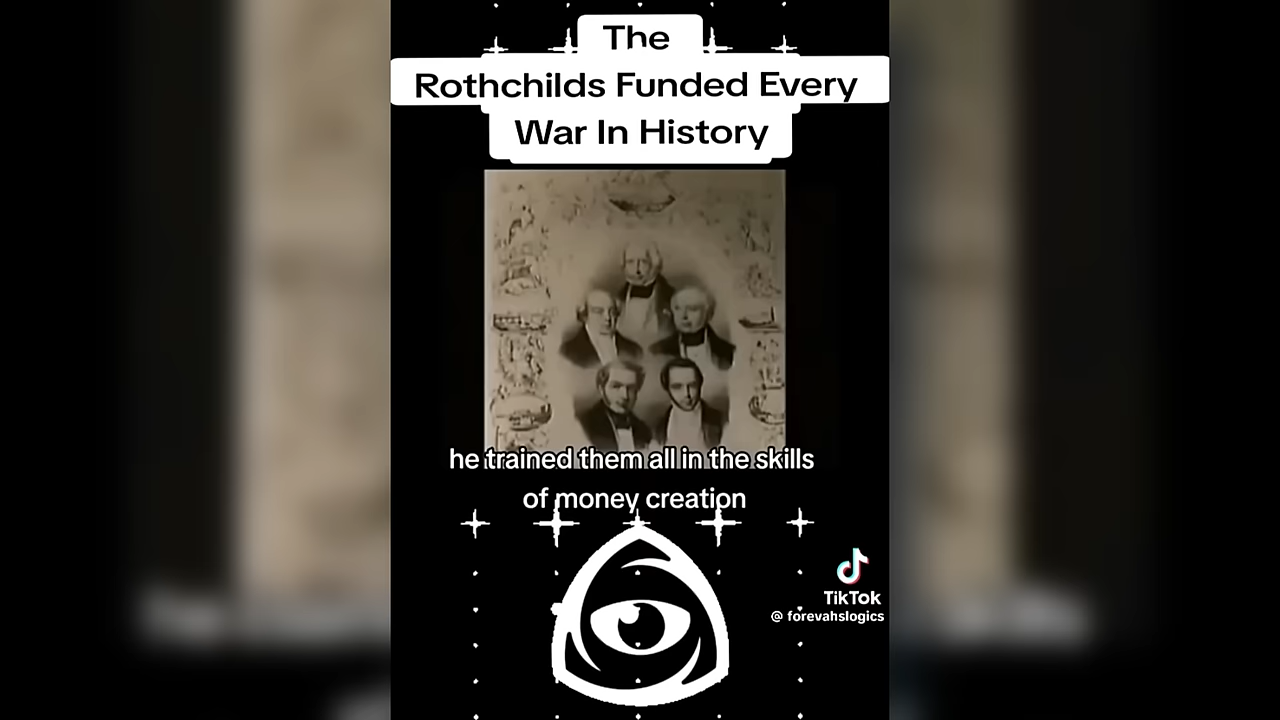 The
Rothchilds Funded Every
War In History
he trained them all in the skills
of money creation
TikTok
@ forevahslogics